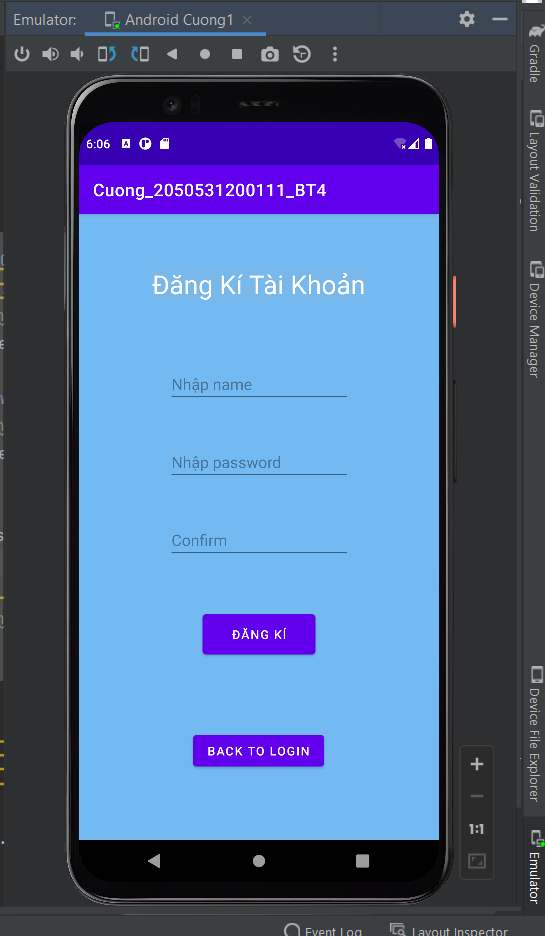 Emulator: Android Cuong1
6:06
Cuong_2050531200111_BT4
Đăng Kí Tài Khoản
Nhập name
Nhập password
Confirm
ĐĂNG KÍ
BACK TO LOGIN
1:1
Gradle
Layout Validation
Device Manager
Device File Explorer
Emulator
Event Log
Layout Inspector